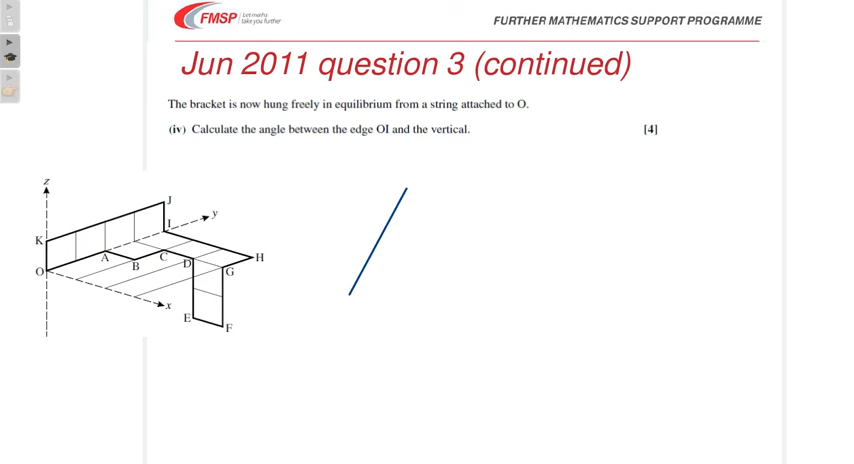 FMSP
Let maths
take you further
FURTHER MATHEMATICS SUPPORT PROGRAMME
Jun 2011 question 3 (continued)
The bracket is now hung freely in equilibrium from a string attached to O.
(iv) Calculate the angle between the edge OI and the vertical. [4]
z
J
y
I
K
A
C
H
B
D
G
O
x
E
F